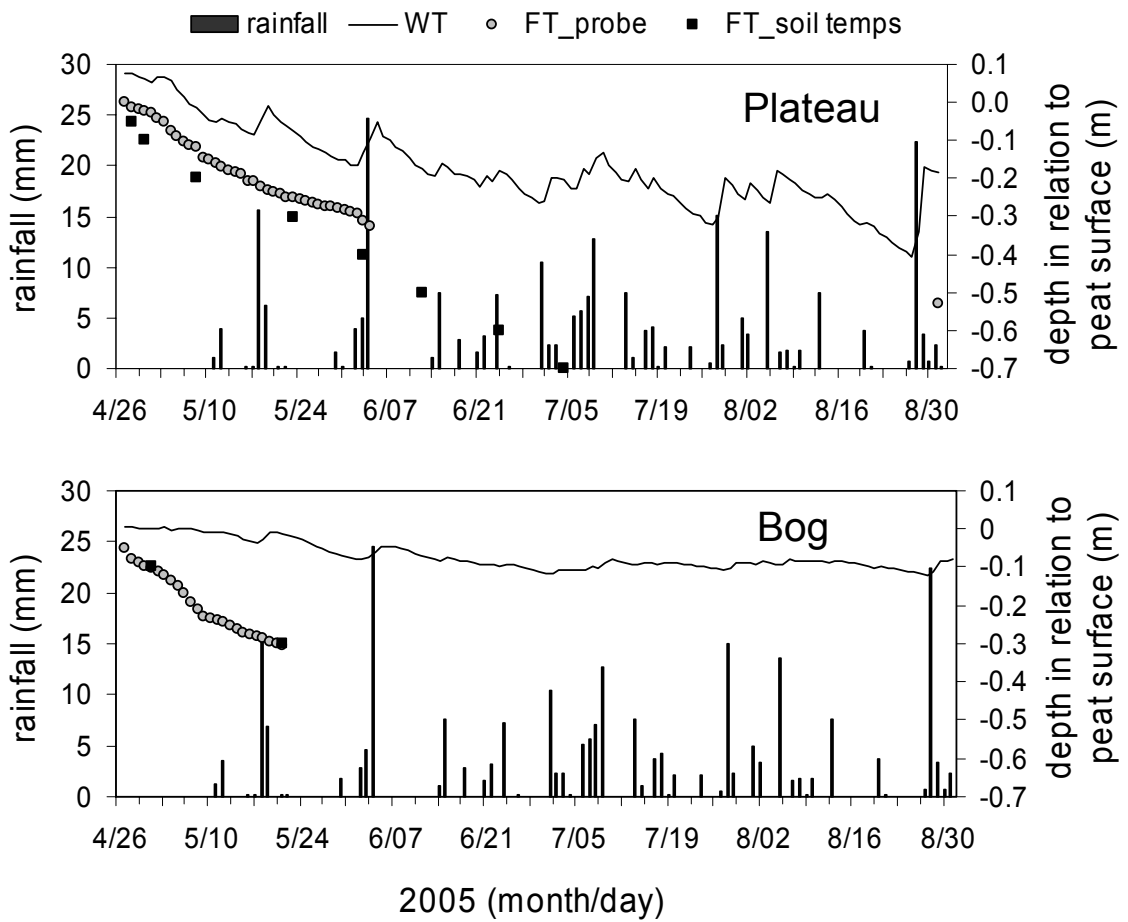 rainfall WT FT_probe FT_soil temps
Plateau
rainfall (mm)
30
25
20
15
10
5
0
0.1
0.0
-0.1
-0.2
-0.3
-0.4
-0.5
-0.6
-0.7
depth in relation to
peat surface (m)
4/26 5/10 5/24 6/07 6/21 7/05 7/19 8/02 8/16 8/30
Bog
rainfall (mm)
30
25
20
15
10
5
0
0.1
0
-0.1
-0.2
-0.3
-0.4
-0.5
-0.6
-0.7
depth in relation to
peat surface (m)
4/26 5/10 5/24 6/07 6/21 7/05 7/19 8/02 8/16 8/30
2005 (month/day)